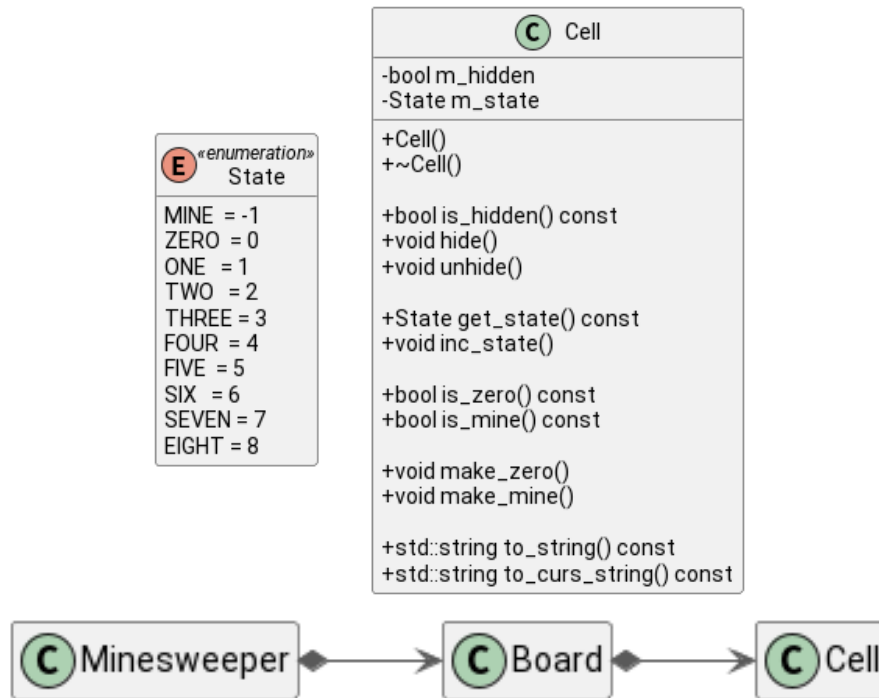 C Cell
-bool m_hidden
-State m_state
+Cell()
+~Cell()
+bool is_hidden() const
+void hide()
+void unhide()
+State get_state() const
+void inc_state()
+bool is_zero() const
+bool is_mine() const
+void make_zero()
+void make_mine()
+std::string to_string() const
+std::string to_curs_string() const
E «enumeration»
State
MINE = -1
ZERO = 0
ONE = 1
TWO = 2
THREE = 3
FOUR = 4
FIVE = 5
SIX = 6
SEVEN = 7
EIGHT = 8
C Minesweeper C Board C Cell